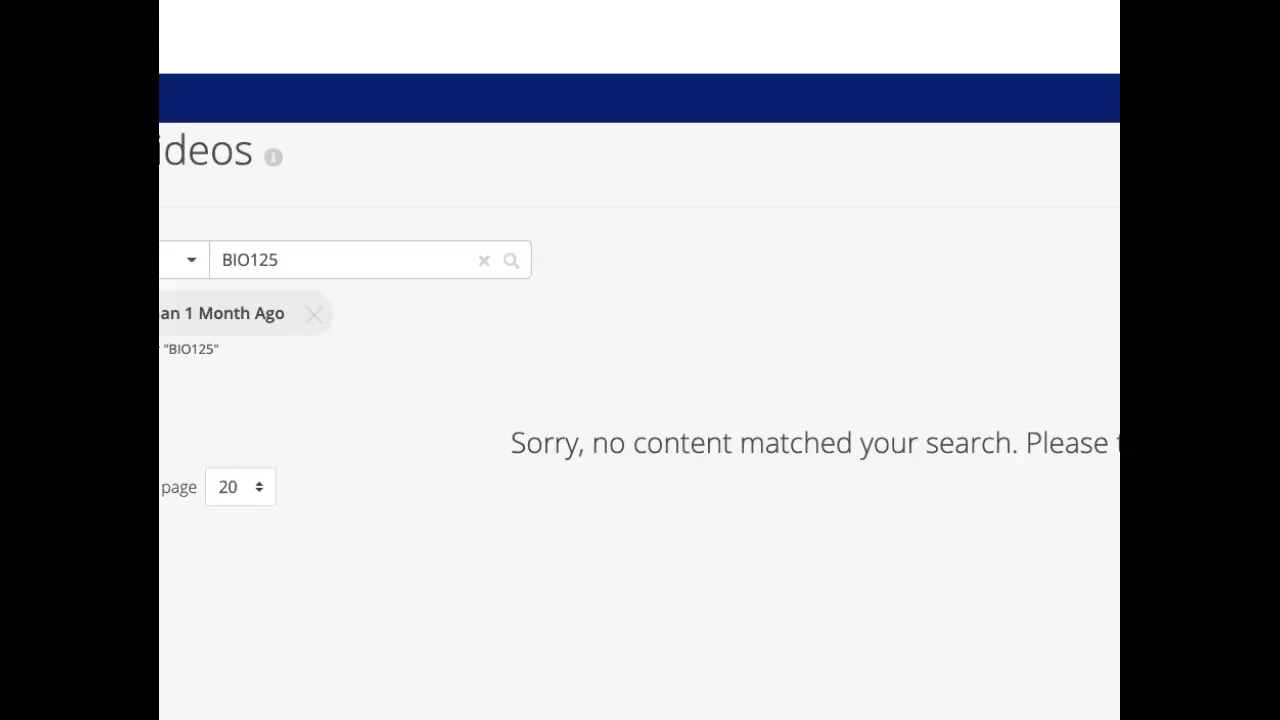 ideos
BIO125
an 1 Month Ago
"BIO125"
Sorry, no content matched your search. Please
page 20